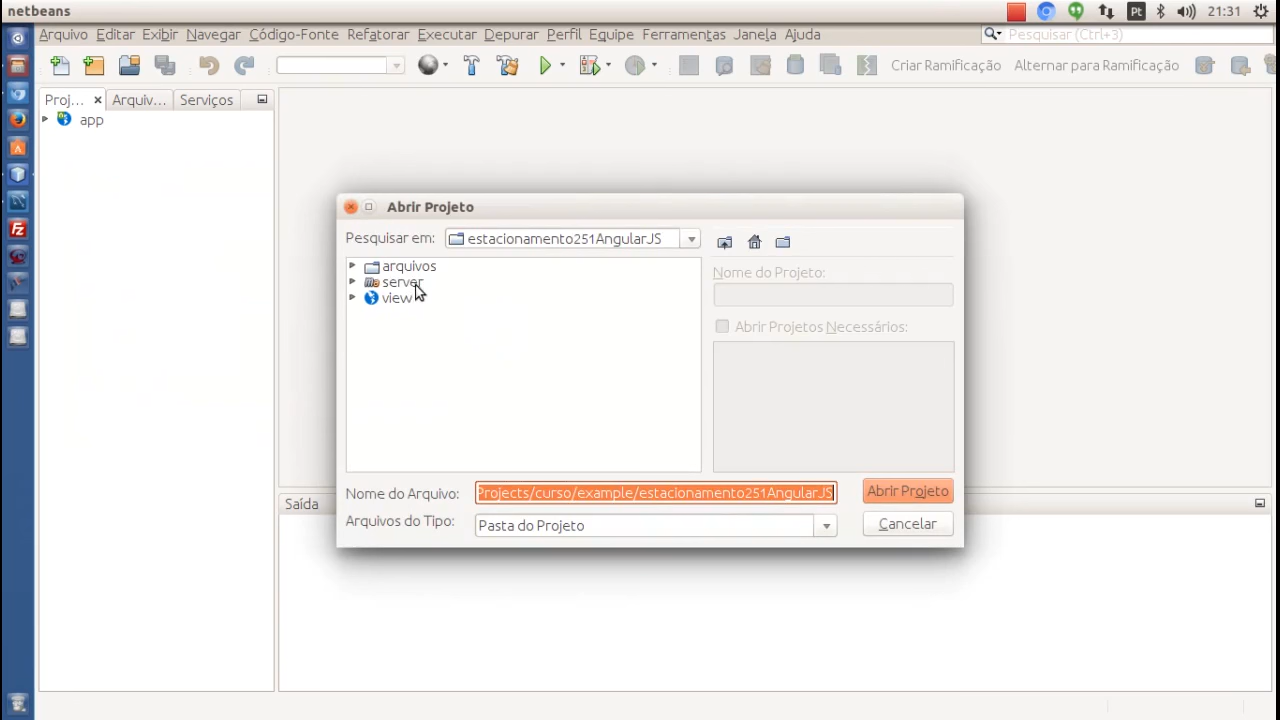 netbeans
Pt
21:31
Arquivo Editar Exibir Navegar Código-Fonte Refatorar Executar Depurar Perfil Equipe Ferramentas Janela Ajuda
Pesquisar (Ctrl+3)
Criar Ramificação
Alternar para Ramificação
Proj...
Arquiv...
Serviços
app
Abrir Projeto
Pesquisar em:
estacionamento251AngularJS
arquivos
server
view
Nome do Projeto:
Abrir Projetos Necessários:
Nome do Arquivo:
Projects/curso/example/estacionamento251AngularJS
Abrir Projeto
Arquivos do Tipo:
Pasta do Projeto
Cancelar
Saída